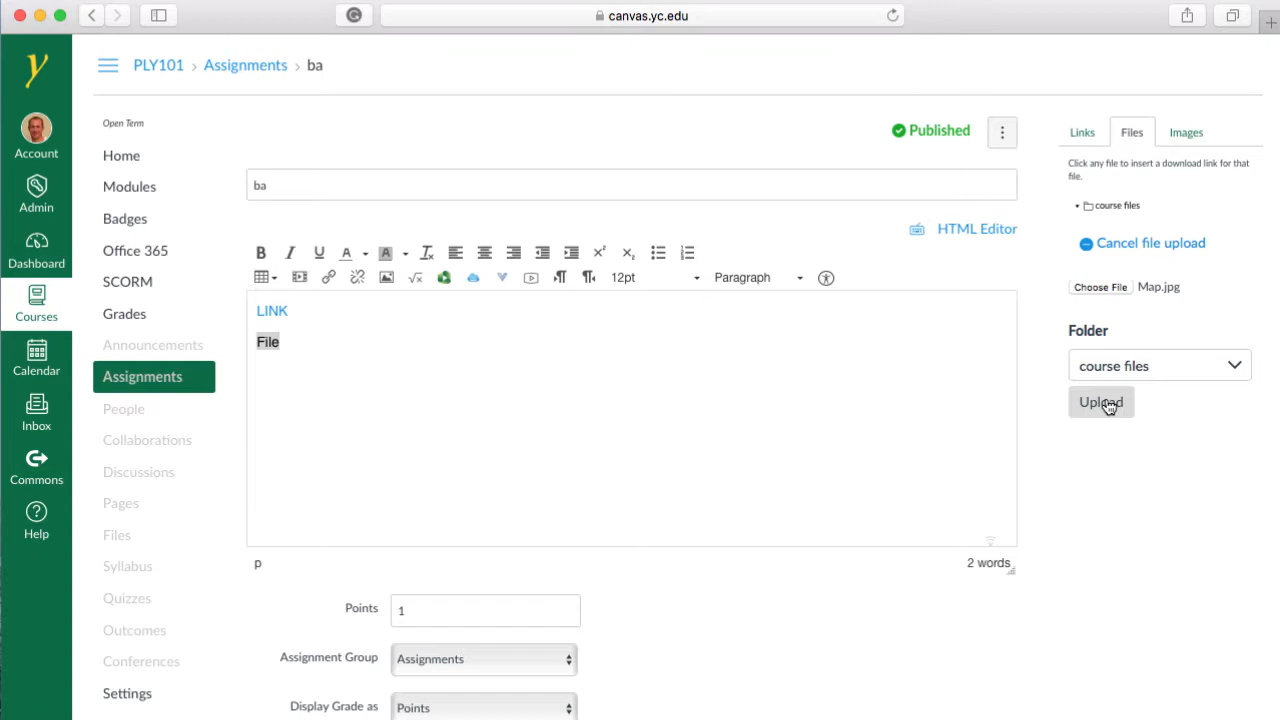 canvas.yc.edu
y
Account
Admin
Dashboard
Courses
Calendar
Inbox
Commons
Help
PLY101 › Assignments › ba
Open Term
Home
Modules
Badges
Office 365
SCORM
Grades
Announcements
Assignments
People
Collaborations
Discussions
Pages
Files
Syllabus
Quizzes
Outcomes
Conferences
Settings
Published
ba
HTML Editor
12pt Paragraph
LINK
File
p 2 words
Points 1
Assignment Group Assignments
Display Grade as Points
Links Files Images
Click any file to insert a download link for that
file.
course files
Cancel file upload
Choose File Map.jpg
Folder
course files
Upload